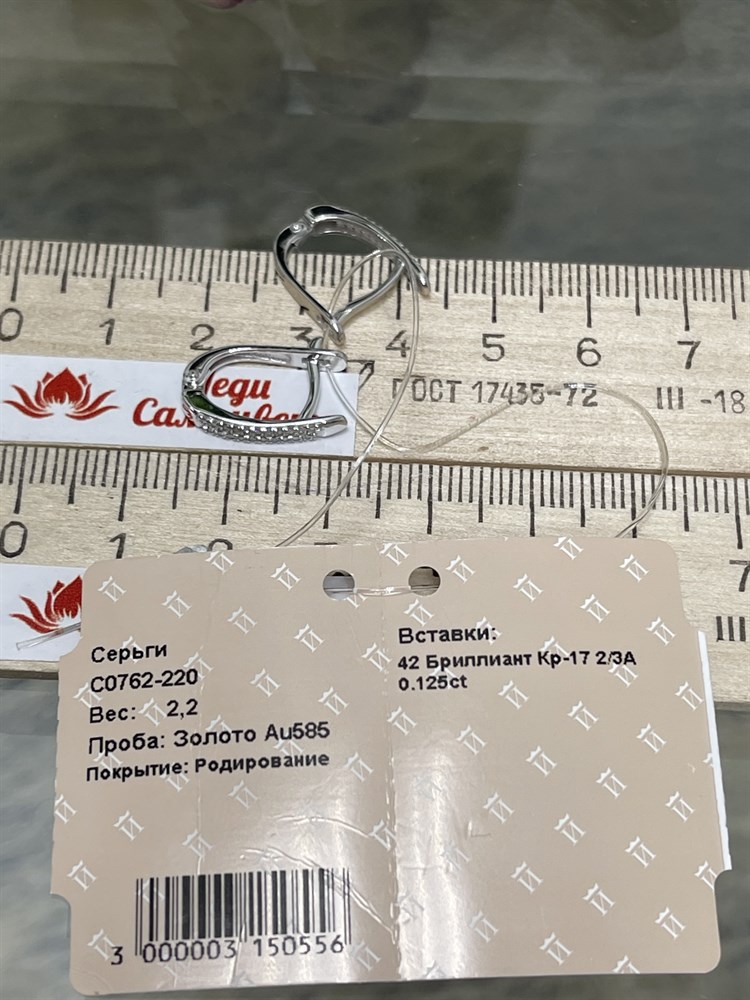 0 1 2 3 4 5 6 7
ГОСТ 17435-72 III -18
0 1 2 7
Серьги
С0762-220
Вес: 2,2
Проба: Золото Au585
Покрытие: Родирование
Вставки:
42 Бриллиант Кр-17 2/3А
0.125ct
3 000003 150556